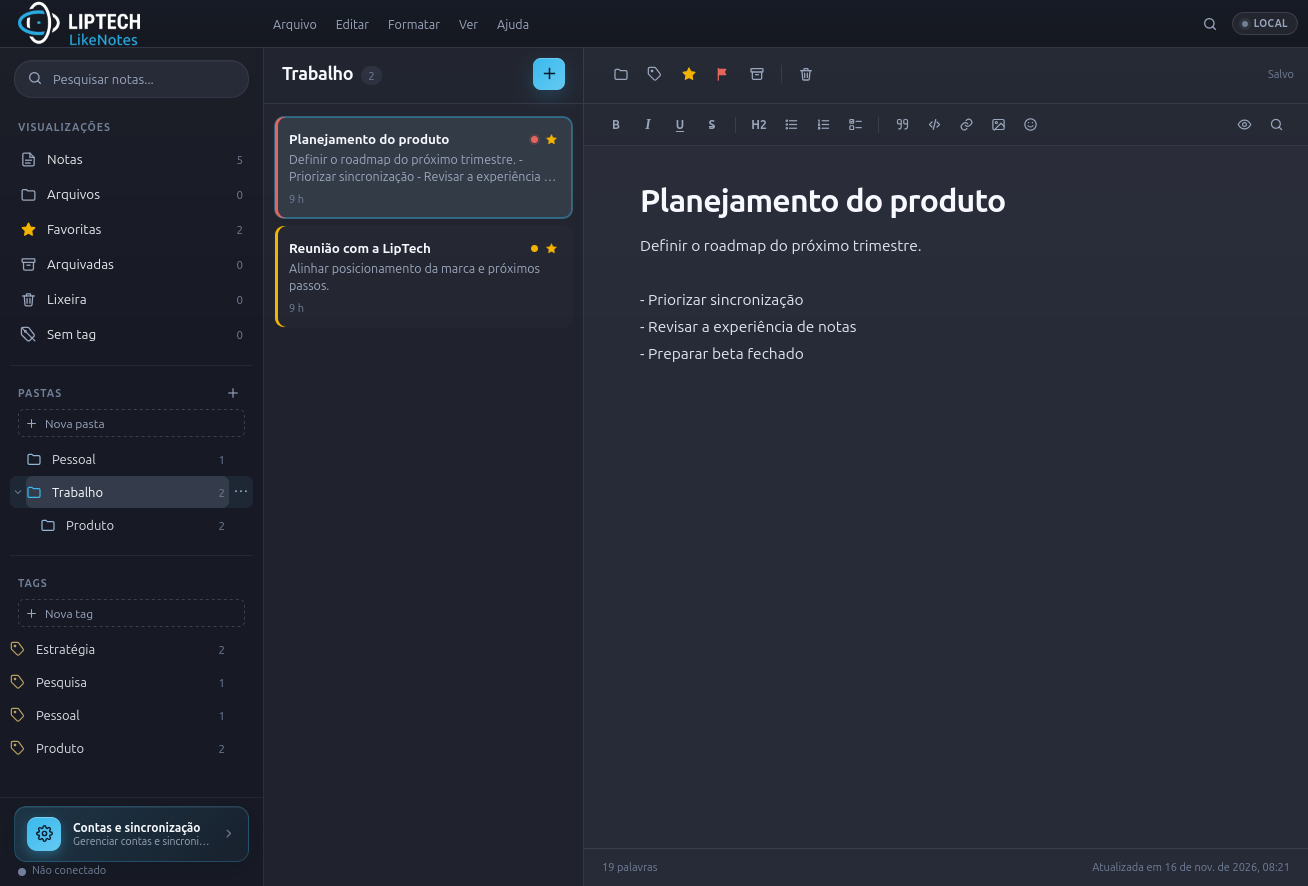 LIPTECH
LikeNotes
Arquivo Editar Formatar Ver Ajuda
LOCAL
Pesquisar notas...
VISUALIZAÇÕES
Notas 5
Arquivos 0
Favoritas 2
Arquivadas 0
Lixeira 0
Sem tag 0
PASTAS
Nova pasta
Pessoal 1
Trabalho 2 ...
Produto 2
TAGS
Nova tag
Estratégia 2
Pesquisa 1
Pessoal 1
Produto 2
Contas e sincronização
Gerenciar contas e sincroni...
Não conectado
Trabalho 2
Planejamento do produto
Definir o roadmap do próximo trimestre. -
Priorizar sincronização - Revisar a experiência ...
9 h
Reunião com a LipTech
Alinhar posicionamento da marca e próximos
passos.
9 h
Salvo
B I U S H2
Planejamento do produto
Definir o roadmap do próximo trimestre.
- Priorizar sincronização
- Revisar a experiência de notas
- Preparar beta fechado
19 palavras
Atualizada em 16 de nov. de 2026, 08:21